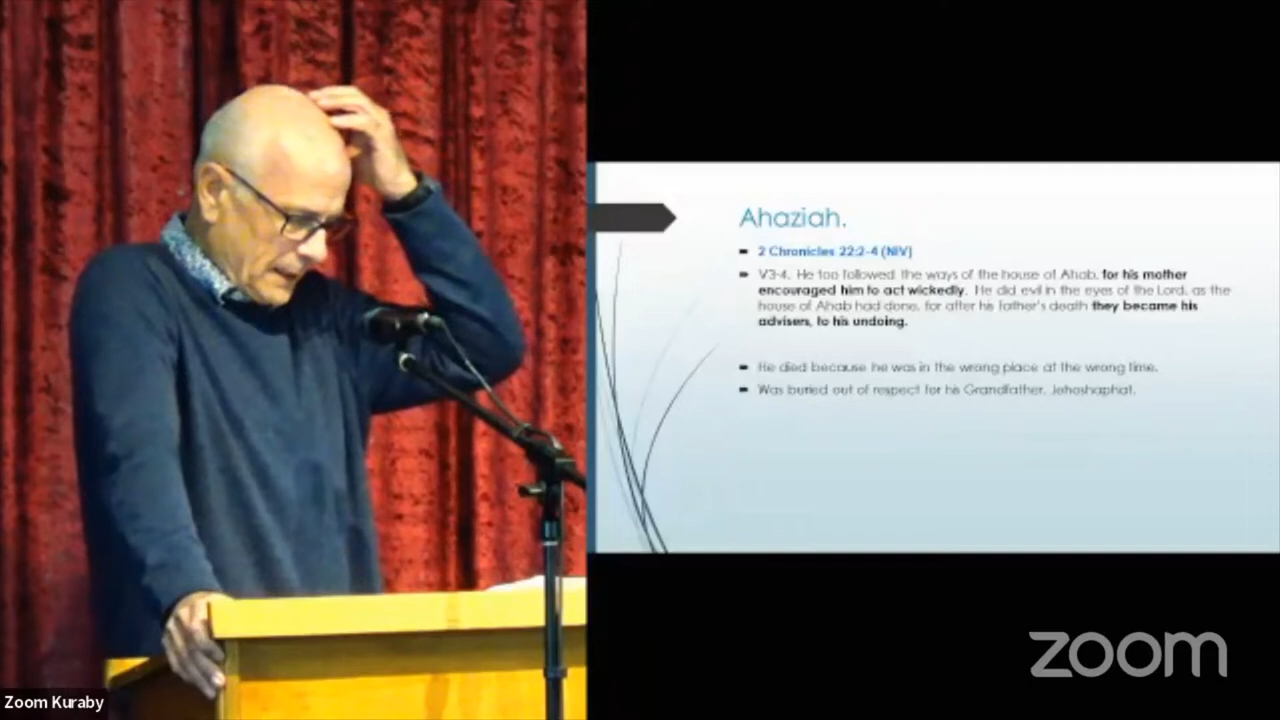 Ahaziah.
2 Chronicles 22:2-4 (NIV)
V3-4. He too followed the ways of the house of Ahab, for his mother
encouraged him to act wickedly. He did evil in the eyes of the Lord, as the
house of Ahab had done, for after his father's death they became his
advisers, to his undoing.
He died because he was in the wrong place at the wrong time.
Was buried out of respect for his Grandfather, Jehoshaphat.
zoom
Zoom Kuraby